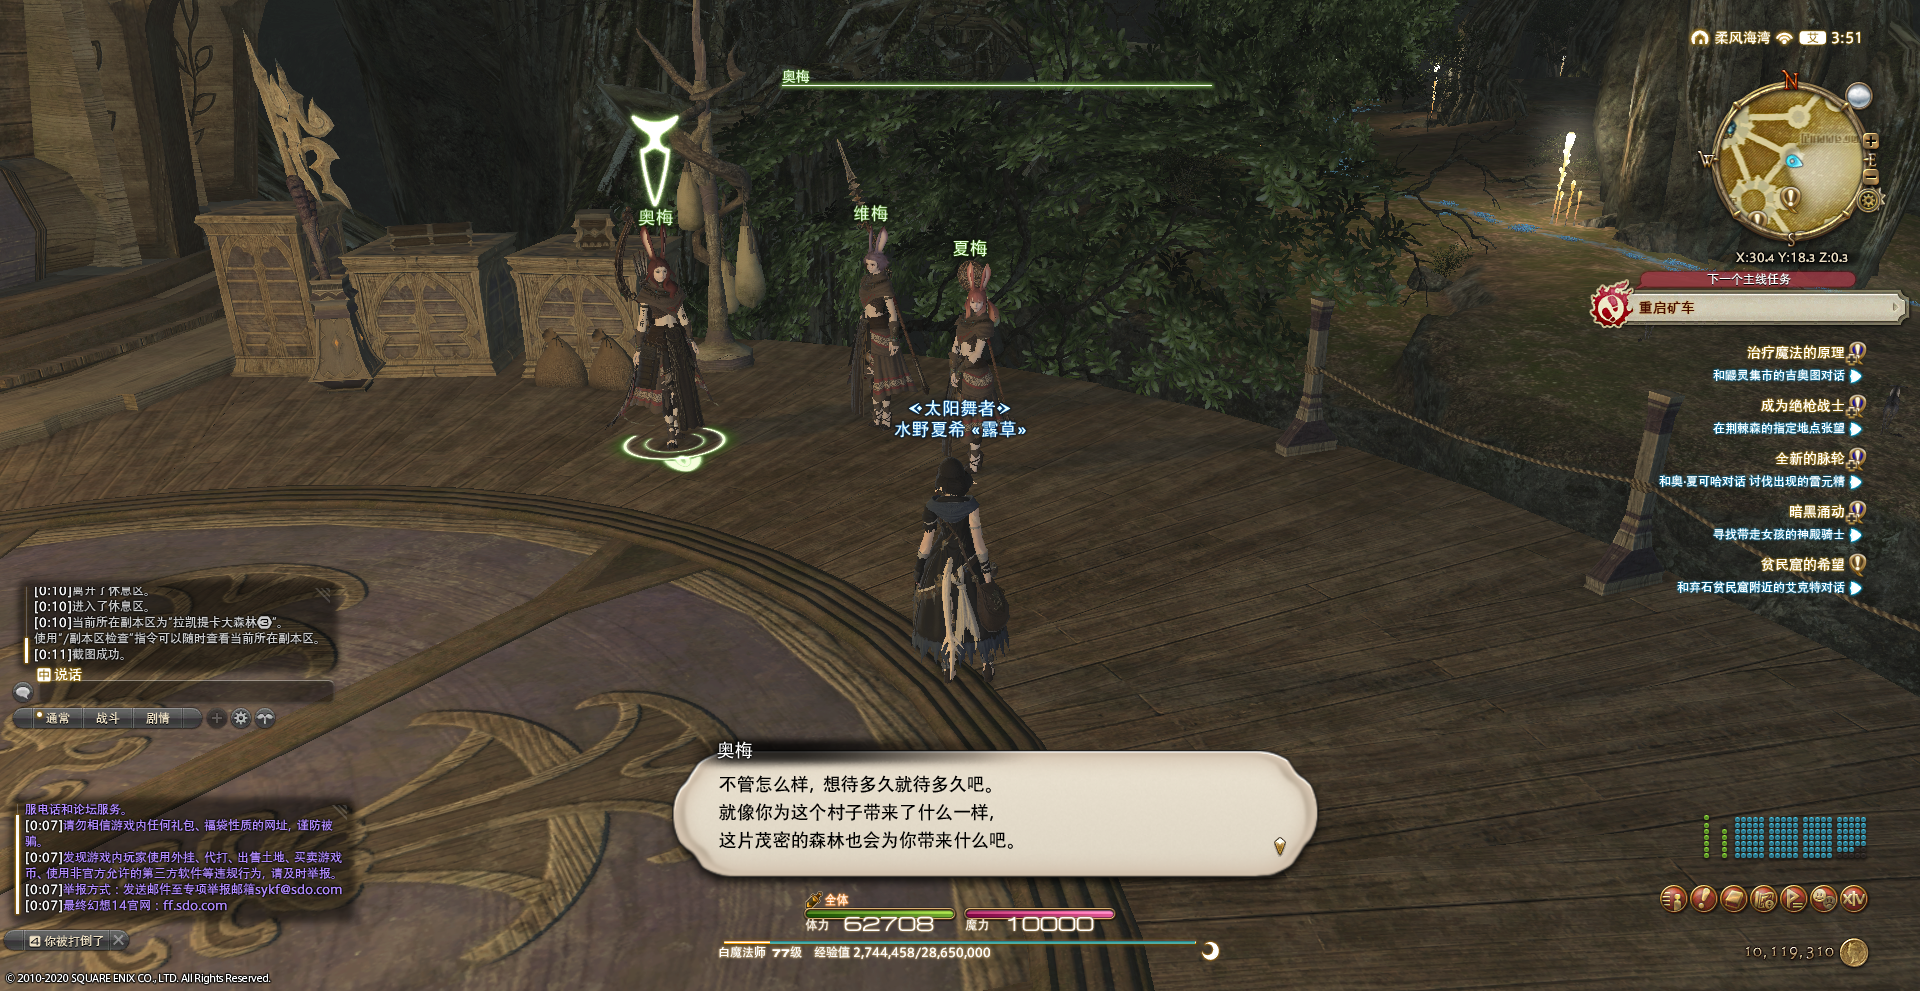 奥梅
柔风海湾 艾 3:51
N
W
E
S
X:30.4 Y:18.3 Z:0.3
奥梅
维梅
夏梅
太阳舞者
水野夏希 «露草»
下一个主线任务
重启矿车
治疗魔法的原理
和鼹灵集市的吉奥图对话
成为绝枪战士
在荆棘森的指定地点张望
全新的脉轮
和奥·夏可哈对话 讨伐出现的雷元精
暗黑涌动
寻找带走女孩的神殿骑士
贫民窟的希望
和弃石贫民窟附近的艾克特对话
[0:10]离开了休息区。
[0:10]进入了休息区。
[0:10]当前所在副本区为“拉凯提卡大森林3”。
使用“/副本区检查”指令可以随时查看当前所在副本区。
[0:11]截图成功。
说话
通常 战斗 剧情
奥梅
不管怎么样，想待多久就待多久吧。
就像你为这个村子带来了什么一样，
这片茂密的森林也会为你带来什么吧。
服电话和论坛服务。
[0:07]请勿相信游戏内任何礼包、福袋性质的网址，谨防被
骗。
[0:07]发现游戏内玩家使用外挂、代打、出售土地、买卖游戏
币、使用非官方允许的第三方软件等违规行为，请及时举报。
[0:07]举报方式：发送邮件至专项举报邮箱sykf@sdo.com
[0:07]最终幻想14官网：ff.sdo.com
4 你被打倒了
全体
体力 62708 魔力 10000
白魔法师 77级 经验值 2,744,458/28,650,000
XIV
10,119,310
© 2010-2020 SQUARE ENIX CO., LTD. All Rights Reserved.